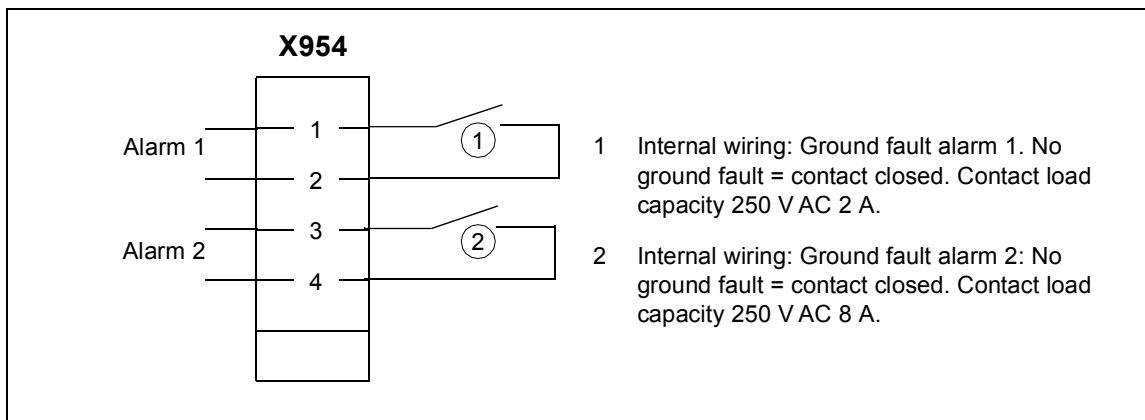 X954
Alarm 1
1
2
Alarm 2
3
4
1
2
1 Internal wiring: Ground fault alarm 1. No
ground fault = contact closed. Contact load
capacity 250 V AC 2 A.
2 Internal wiring: Ground fault alarm 2: No
ground fault = contact closed. Contact load
capacity 250 V AC 8 A.